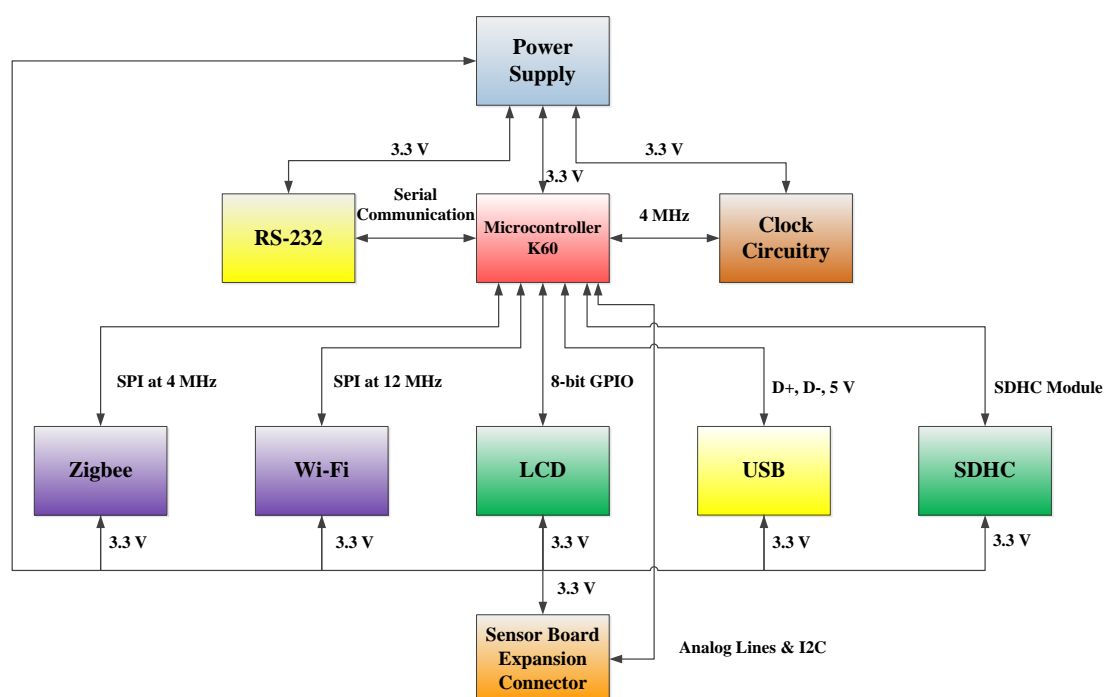 Power
Supply
3.3 V
3.3 V
3.3 V
Serial
Communication
RS-232
Microcontroller
K60
4 MHz
Clock
Circuitry
SPI at 4 MHz
SPI at 12 MHz
8-bit GPIO
D+, D-, 5 V
SDHC Module
Zigbee
Wi-Fi
LCD
USB
SDHC
3.3 V
3.3 V
3.3 V
3.3 V
3.3 V
3.3 V
Sensor Board
Expansion
Connector
Analog Lines & I2C